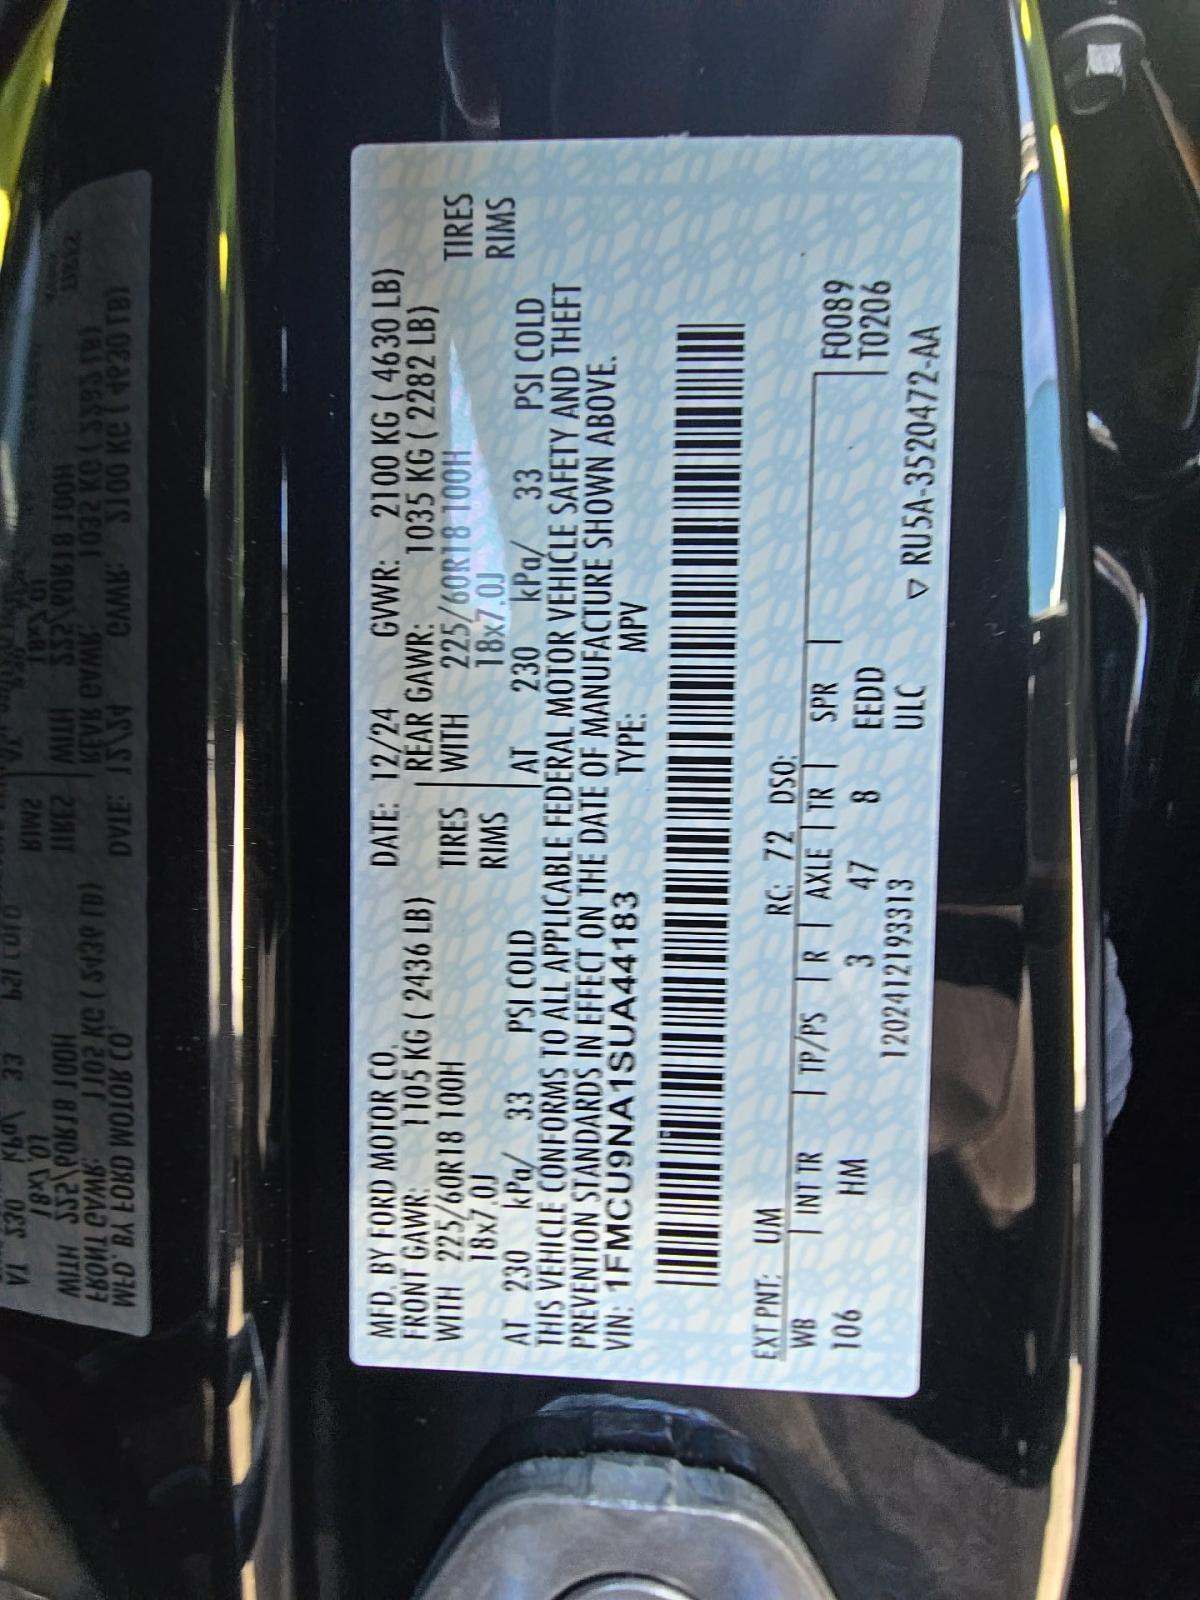 MFD. BY FORD MOTOR CO. DATE: 12/24 GVWR: 2100 KG ( 4630 LB)
FRONT GAWR: 1105 KG ( 2436 LB) REAR GAWR: 1035 KG ( 2282 LB)
WITH 225/60R18 100H TIRES WITH 225/60R18 100H TIRES
18x7.0J RIMS 18x7.0J RIMS
AT 230 kPa/ 33 PSI COLD AT 230 kPa/ 33 PSI COLD
THIS VEHICLE CONFORMS TO ALL APPLICABLE FEDERAL MOTOR VEHICLE SAFETY AND THEFT
PREVENTION STANDARDS IN EFFECT ON THE DATE OF MANUFACTURE SHOWN ABOVE.
VIN: 1FMCU9NA1SUA44183 TYPE: MPV
EXT PNT: UM RC: 72 DSO:
WB INT TR TP/PS R AXLE TR SPR F0089
106 HM 3 47 8 EEDD T0206
1202412193313 ULC
▽ RU5A-3520472-AA